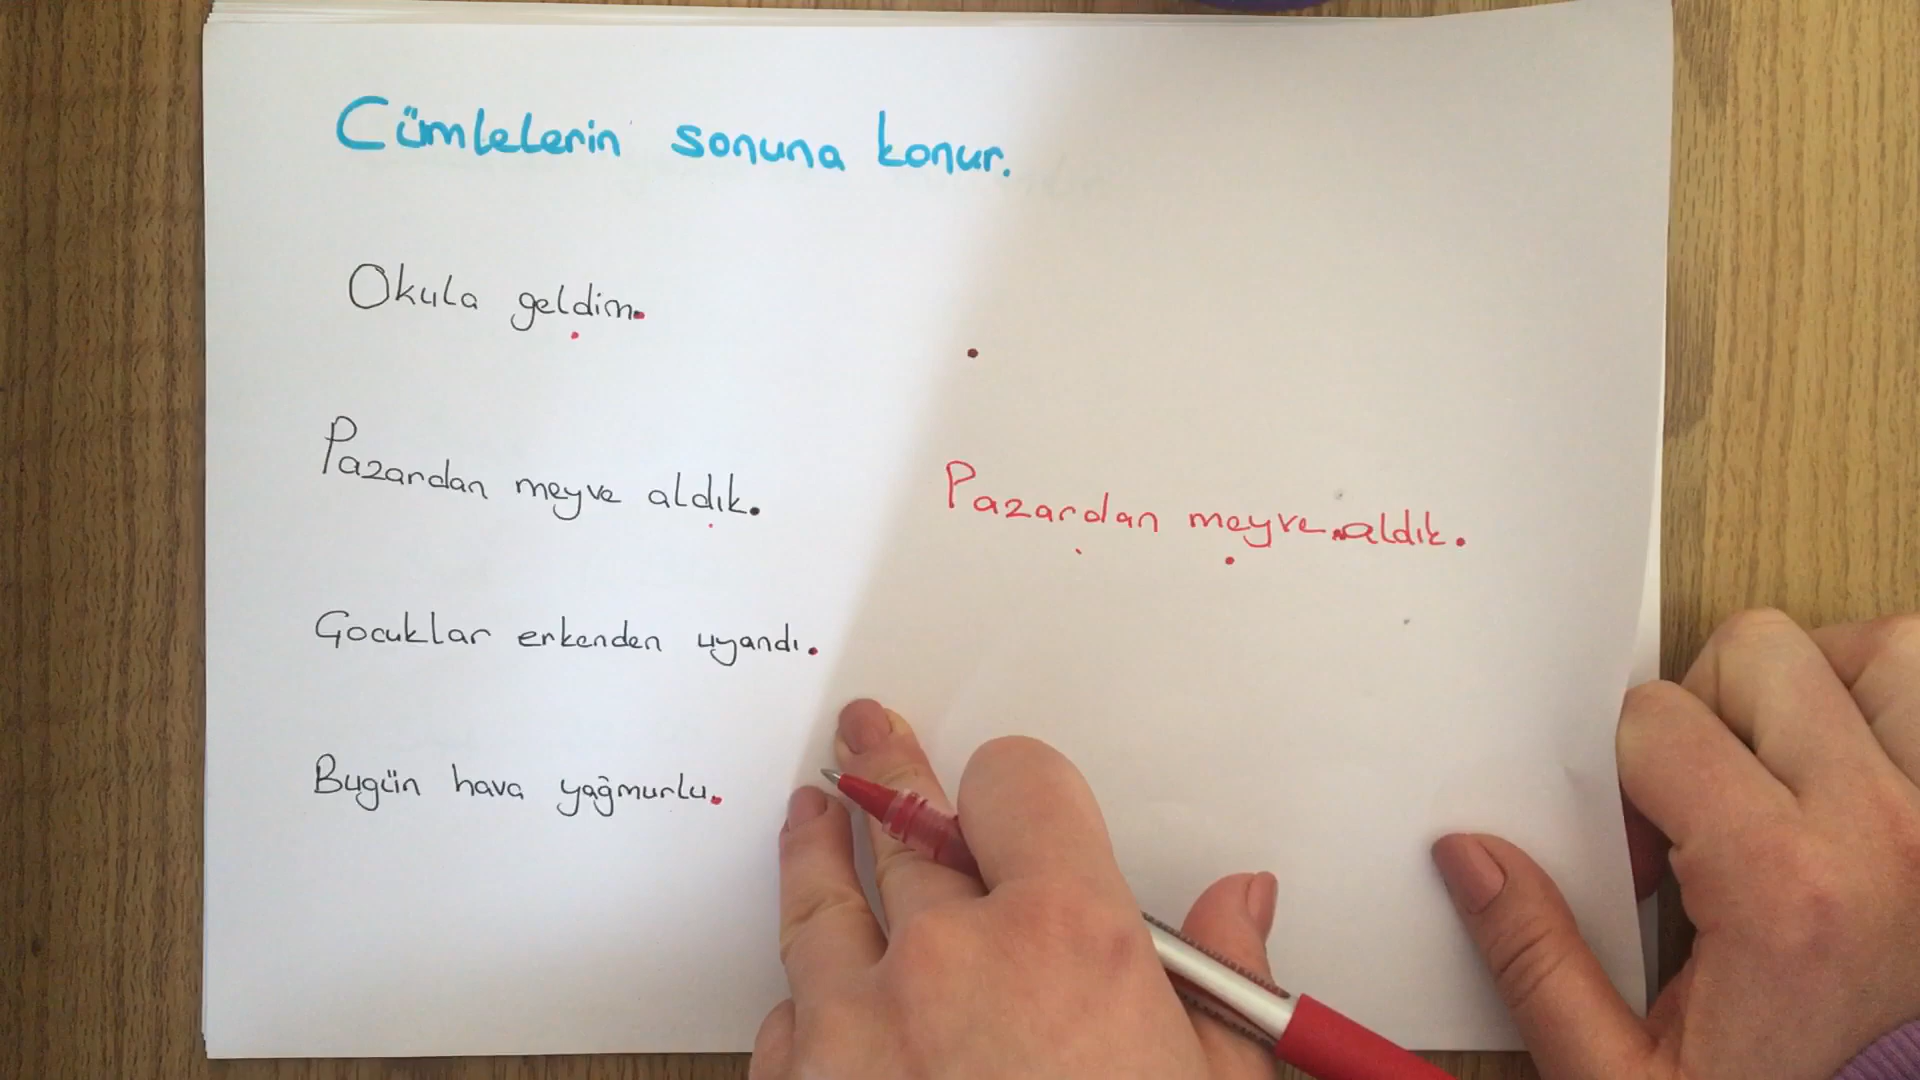 Cümlelerin sonuna konur.
Okula geldim.
Pazardan meyve aldık.
Pazardan meyve.aldık.
Çocuklar erkenden uyandı.
Bugün hava yağmurlu.